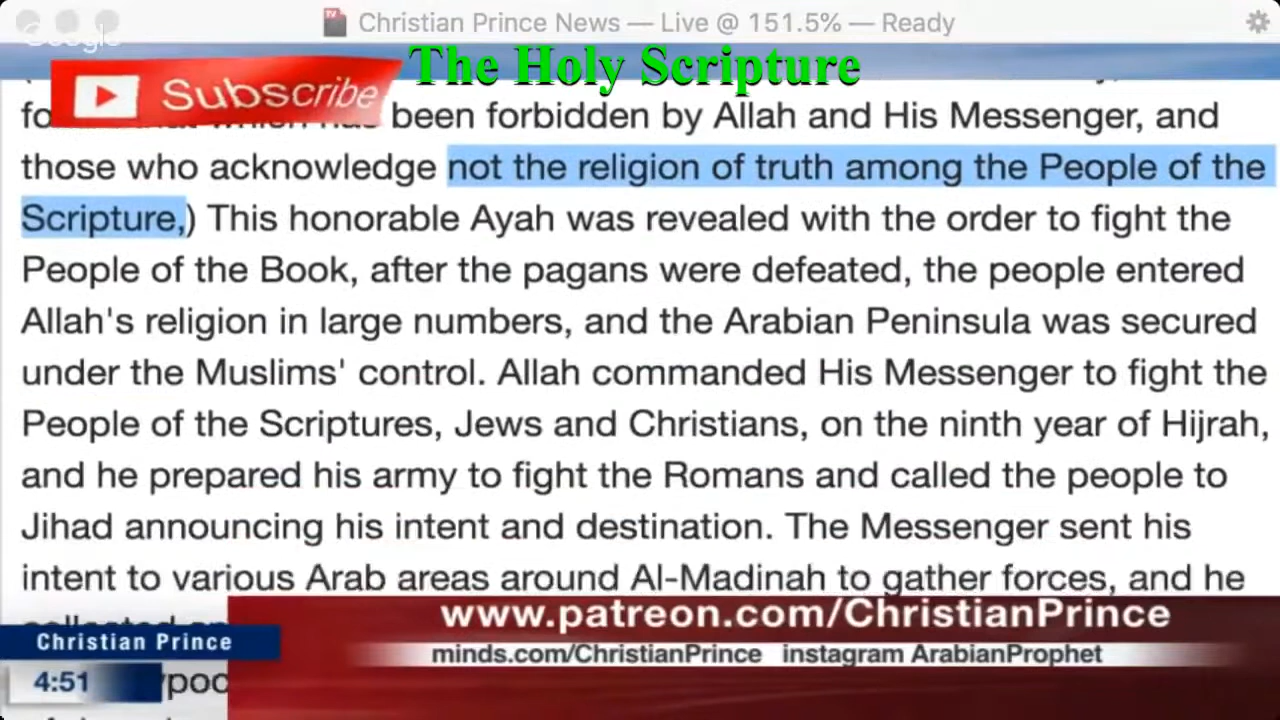 Christian Prince News — Live @ 151.5% — Ready
Google
The Holy Scripture
Subscribe
been forbidden by Allah and His Messenger, and
those who acknowledge not the religion of truth among the People of the
Scripture,) This honorable Ayah was revealed with the order to fight the
People of the Book, after the pagans were defeated, the people entered
Allah's religion in large numbers, and the Arabian Peninsula was secured
under the Muslims' control. Allah commanded His Messenger to fight the
People of the Scriptures, Jews and Christians, on the ninth year of Hijrah,
and he prepared his army to fight the Romans and called the people to
Jihad announcing his intent and destination. The Messenger sent his
intent to various Arab areas around Al-Madinah to gather forces, and he
www.patreon.com/ChristianPrince
Christian Prince
minds.com/ChristianPrince instagram ArabianProphet
4:51